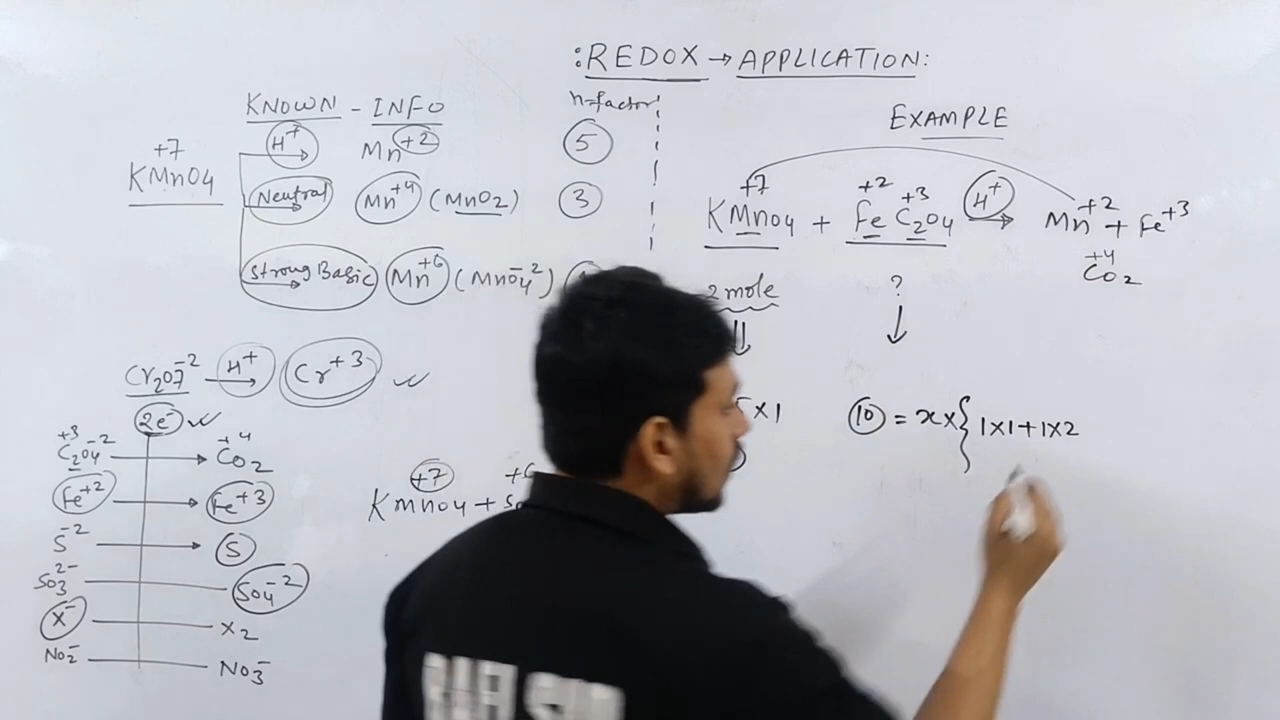 :REDOX → APPLICATION:
KNOWN - INFO
n-factor
+7
KMnO4
H+
Mn+2
5
Neutral
Mn+4 (MnO2)
3
Strong Basic
Mn+6 (MnO4-2)
Cr2O7-2
H+
Cr+3
2e-
+3
C2O4-2
+4
CO2
Fe+2
Fe+3
S-2
S
SO3 2-
SO4-2
X-
X2
NO2-
NO3-
+7
KMnO4 +
EXAMPLE
+7
+2
+3
KMnO4 + Fe C2O4
H+
Mn+2 + Fe+3
+4
CO2
2 mole
?
×1
10 = x×{ 1×1+1×2